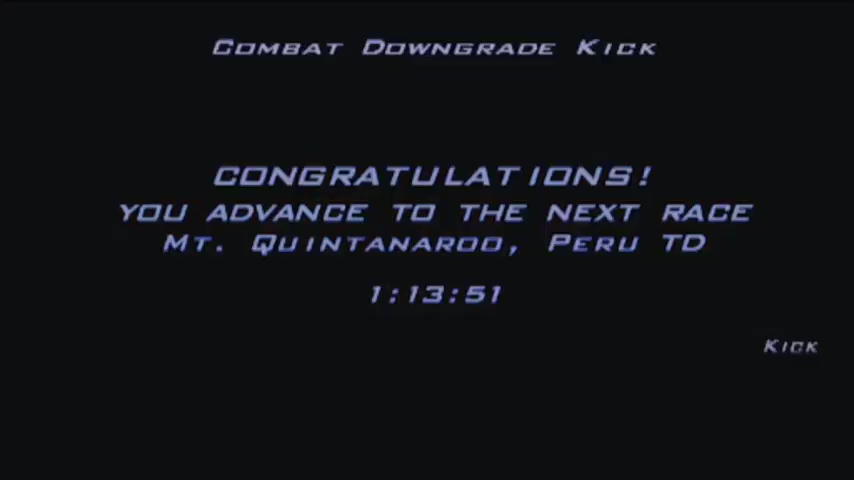 Combat Downgrade Kick
CONGRATULATIONS!
YOU ADVANCE TO THE NEXT RACE
Mt. Quintanaroo, Peru TD
1:13:51
Kick